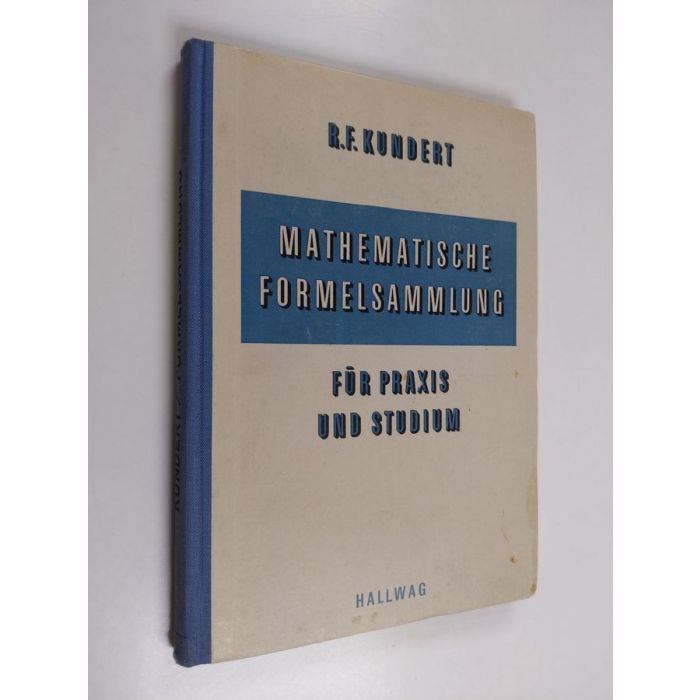 R.F. KUNDERT
MATHEMATISCHE
FORMELSAMMLUNG
FÜR PRAXIS
UND STUDIUM
HALLWAG
KUNDERT · FORMELSAMMLUNG